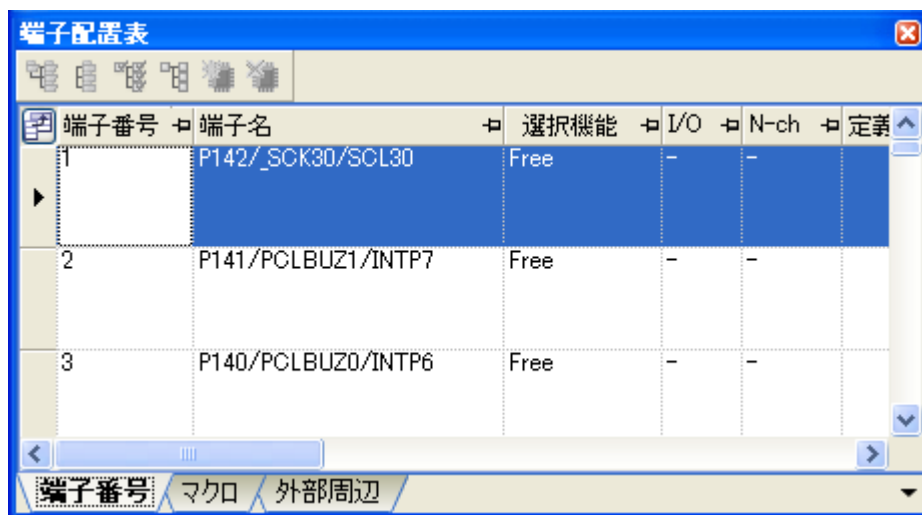 端子配置表
端子番号 端子名 選択機能 I/O N-ch 定義
1 P142/_SCK30/SCL30 Free - -
2 P141/PCLBUZ1/INTP7 Free - -
3 P140/PCLBUZ0/INTP6 Free - -
端子番号 マクロ 外部周辺